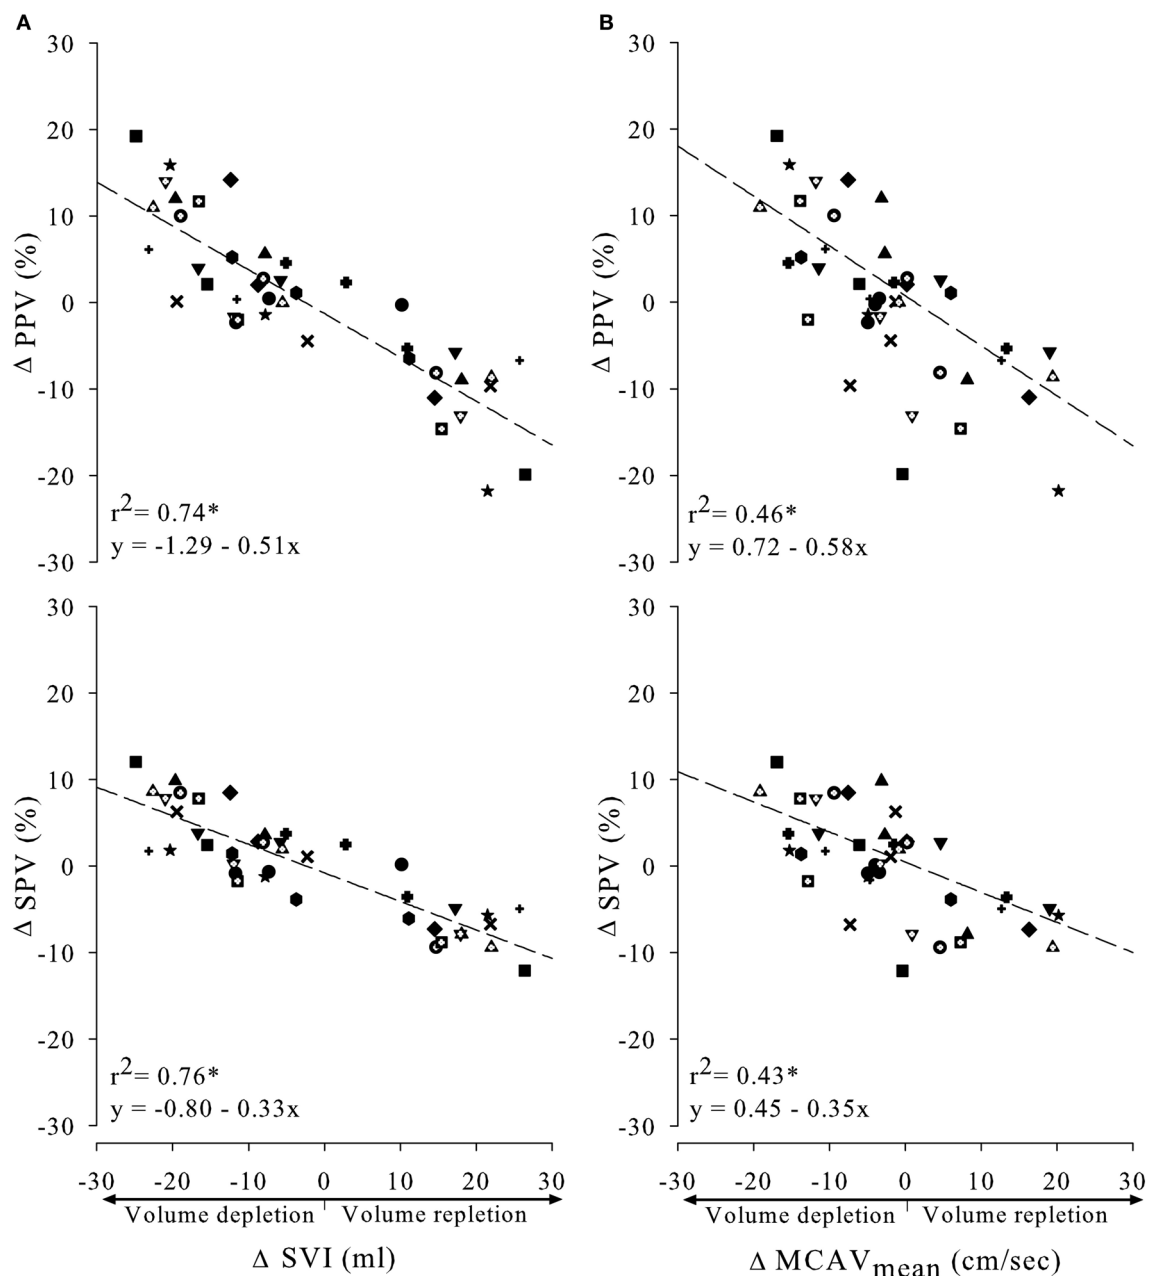 A
B
30
20
10
0
-10
-20
-30
Δ PPV (%)
r2= 0.74*
y = -1.29 - 0.51x
30
20
10
0
-10
-20
-30
Δ PPV (%)
r2= 0.46*
y = 0.72 - 0.58x
30
20
10
0
-10
-20
-30
Δ SPV (%)
r2= 0.76*
y = -0.80 - 0.33x
-30 -20 -10 0 10 20 30
Volume depletion Volume repletion
Δ SVI (ml)
30
20
10
0
-10
-20
-30
Δ SPV (%)
r2= 0.43*
y = 0.45 - 0.35x
-30 -20 -10 0 10 20 30
Volume depletion Volume repletion
Δ MCAVmean (cm/sec)